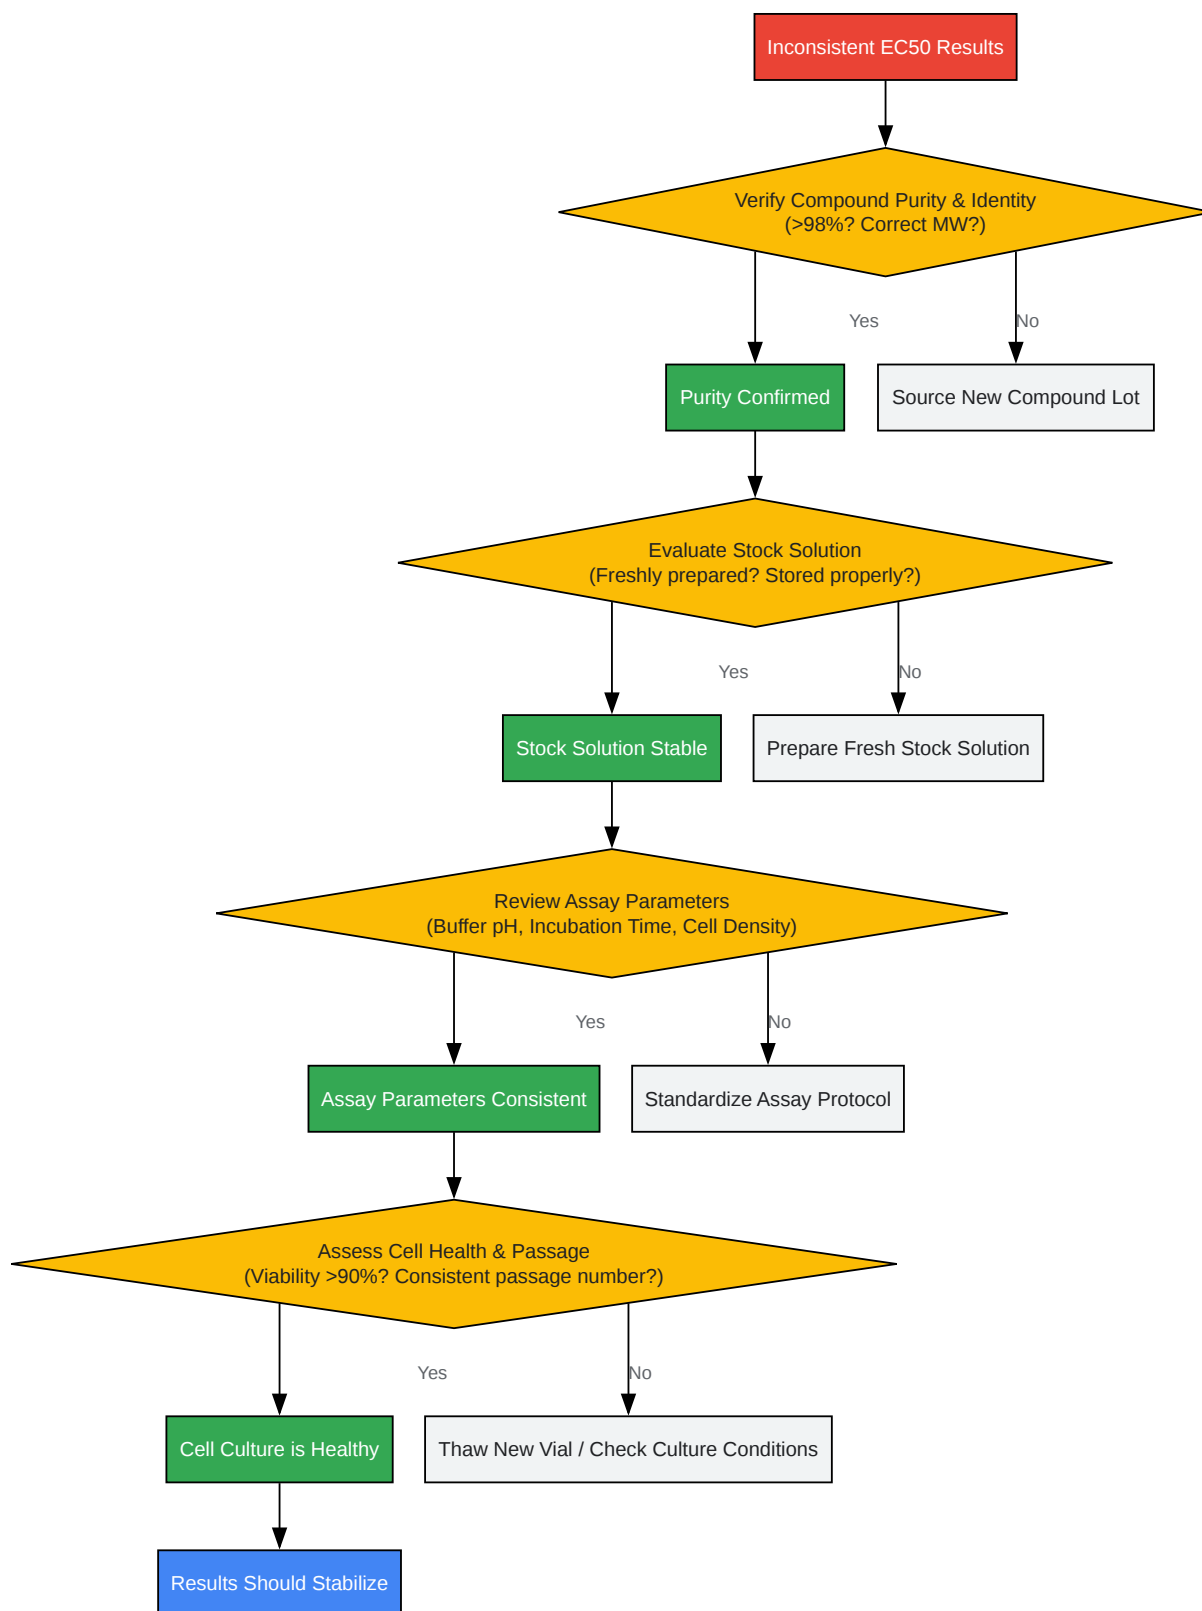 Inconsistent EC50 Results
Verify Compound Purity & Identity
(>98%? Correct MW?)
Yes
No
Purity Confirmed
Source New Compound Lot
Evaluate Stock Solution
(Freshly prepared? Stored properly?)
Yes
No
Stock Solution Stable
Prepare Fresh Stock Solution
Review Assay Parameters
(Buffer pH, Incubation Time, Cell Density)
Yes
No
Assay Parameters Consistent
Standardize Assay Protocol
Assess Cell Health & Passage
(Viability >90%? Consistent passage number?)
Yes
No
Cell Culture is Healthy
Thaw New Vial / Check Culture Conditions
Results Should Stabilize